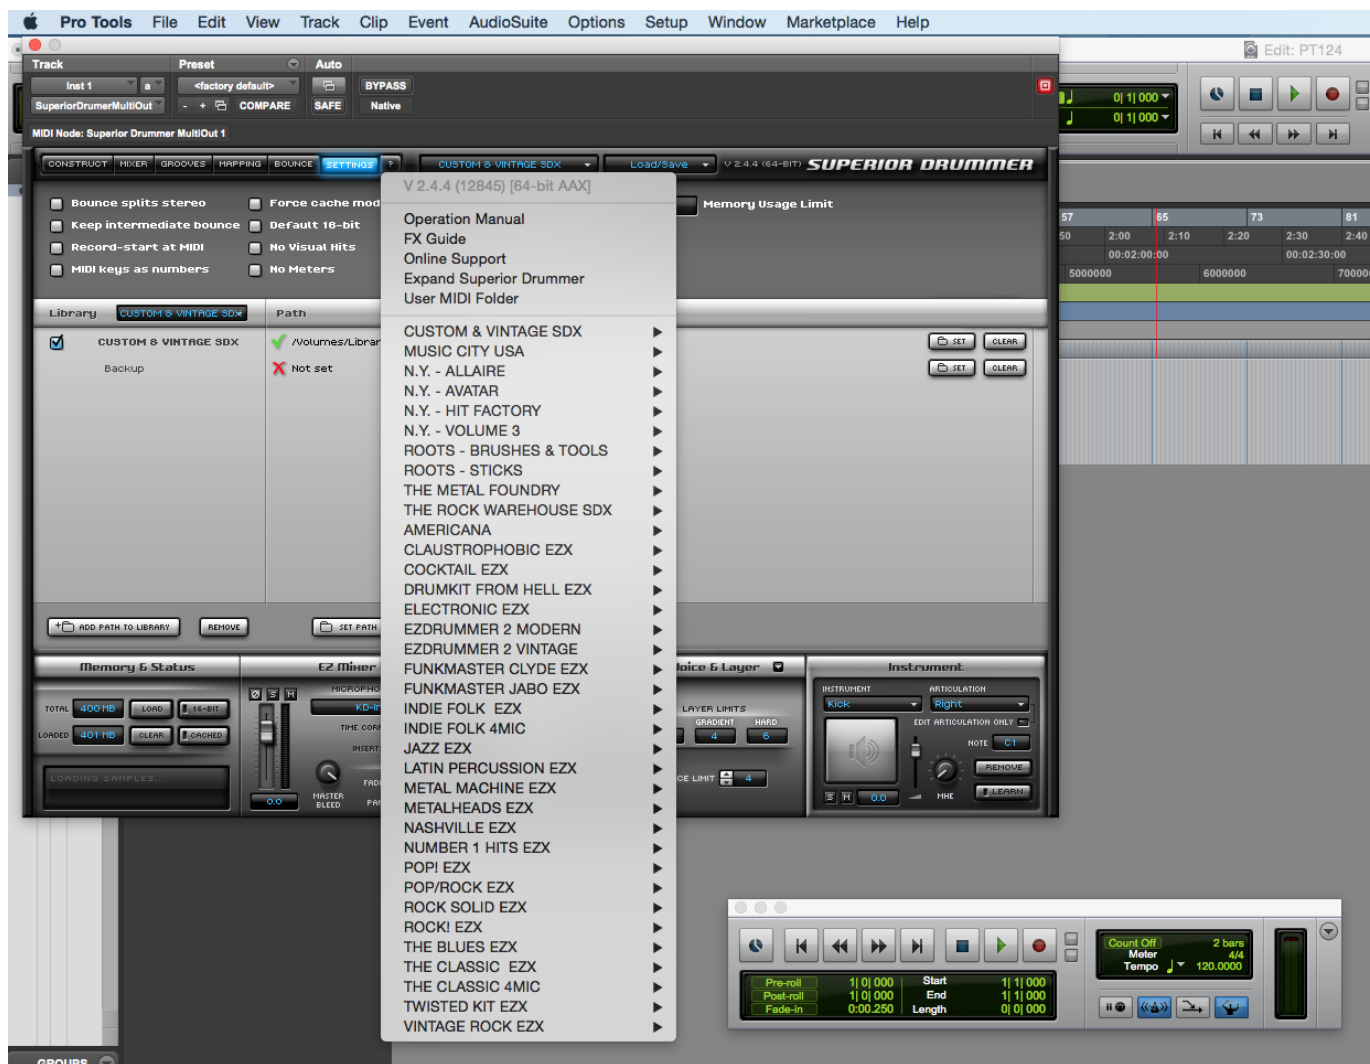 Pro Tools File Edit View Track Clip Event AudioSuite Options Setup Window Marketplace Help
Edit: PT124
Track Preset Auto
Inst 1 a <factory default> BYPASS
SuperiorDrumerMultiOut - + COMPARE SAFE Native
MIDI Node: Superior Drummer MultiOut 1
0| 1| 000
0| 1| 000
CONSTRUCT MIXER GROOVES MAPPING BOUNCE SETTINGS ? CUSTOM & VINTAGE SDX Load/Save V 2.4.4 (64-BIT) SUPERIOR DRUMMER
V 2.4.4 (12845) [64-bit AAX]
Bounce splits stereo Force cache mod Memory Usage Limit
Keep intermediate bounce Default 16-bit
Record-start at MIDI No Visual Hits
MIDI keys as numbers No Meters
Operation Manual
FX Guide
Online Support
Expand Superior Drummer
User MIDI Folder
57 65 73 81
50 2:00 2:10 2:20 2:30 2:40
00:02:00:00 00:02:30:00
5000000 6000000 70000
Library CUSTOM & VINTAGE SDX Path
CUSTOM & VINTAGE SDX /Volumes/Librar SET CLEAR
Backup Not set SET CLEAR
CUSTOM & VINTAGE SDX
MUSIC CITY USA
N.Y. - ALLAIRE
N.Y. - AVATAR
N.Y. - HIT FACTORY
N.Y. - VOLUME 3
ROOTS - BRUSHES & TOOLS
ROOTS - STICKS
THE METAL FOUNDRY
THE ROCK WAREHOUSE SDX
AMERICANA
CLAUSTROPHOBIC EZX
COCKTAIL EZX
DRUMKIT FROM HELL EZX
ELECTRONIC EZX
EZDRUMMER 2 MODERN
EZDRUMMER 2 VINTAGE
FUNKMASTER CLYDE EZX
FUNKMASTER JABO EZX
INDIE FOLK EZX
INDIE FOLK 4MIC
JAZZ EZX
LATIN PERCUSSION EZX
METAL MACHINE EZX
METALHEADS EZX
NASHVILLE EZX
NUMBER 1 HITS EZX
POP! EZX
POP/ROCK EZX
ROCK SOLID EZX
ROCK! EZX
THE BLUES EZX
THE CLASSIC EZX
THE CLASSIC 4MIC
TWISTED KIT EZX
VINTAGE ROCK EZX
ADD PATH TO LIBRARY REMOVE SET PATH
Memory & Status EZ Mixer oice & Layer Instrument
TOTAL 400 MB LOAD 16-BIT
LOADED 401 MB CLEAR CACHED
LOADING SAMPLES...
S M
MICROPHO
KD-In
TIME CORR
INSERT
FAD
PA
0.0 MASTER BLEED
LAYER LIMITS
GRADIENT HARD
4 6
CE LIMIT 4
INSTRUMENT ARTICULATION
Kick Right
EDIT ARTICULATION ONLY
NOTE C1
REMOVE
S M 0.0 MHE LEARN
Count Off 2 bars
Meter 4/4
Tempo 120.0000
Pre-roll 1| 0| 000 Start 1| 1| 000
Post-roll 1| 0| 000 End 1| 1| 000
Fade-in 0:00.250 Length 0| 0| 000
GROUPS